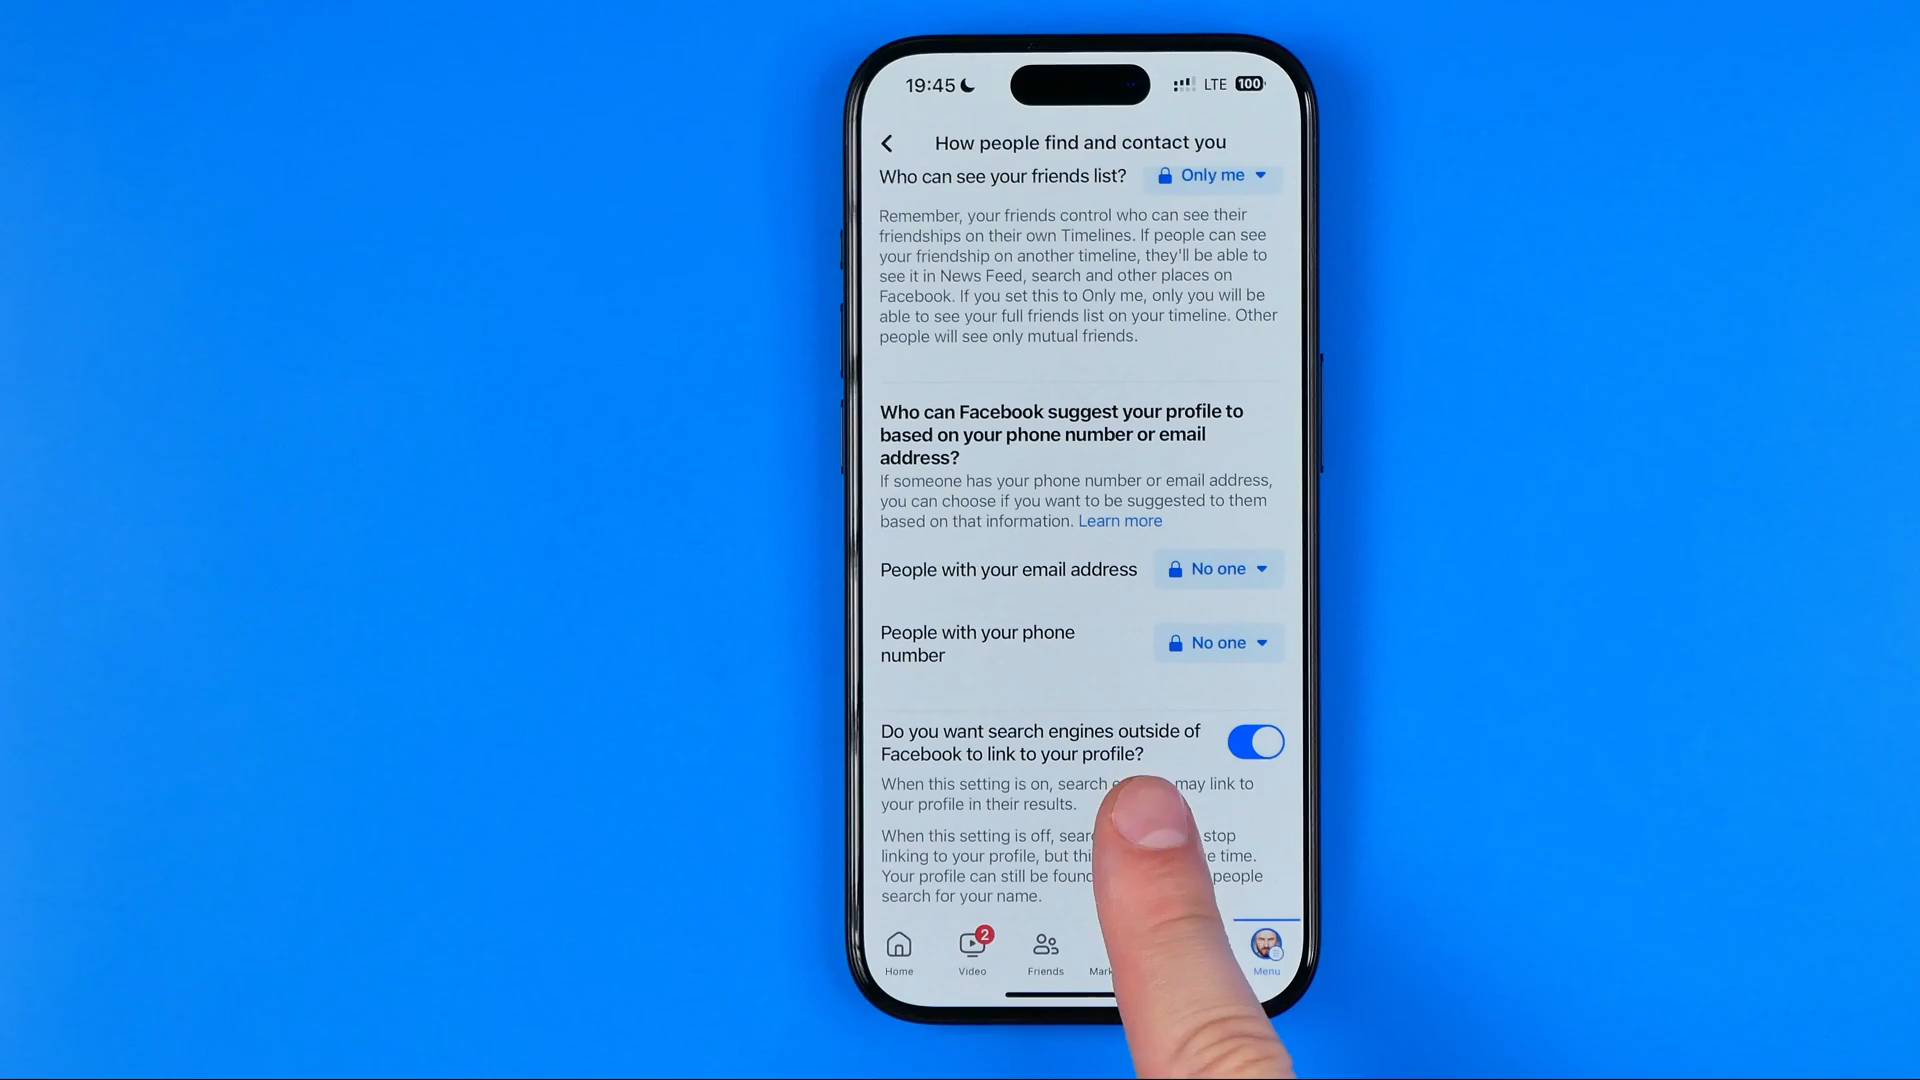 19:45 LTE 100
How people find and contact you
Who can see your friends list? Only me
Remember, your friends control who can see their
friendships on their own Timelines. If people can see
your friendship on another timeline, they'll be able to
see it in News Feed, search and other places on
Facebook. If you set this to Only me, only you will be
able to see your full friends list on your timeline. Other
people will see only mutual friends.
Who can Facebook suggest your profile to
based on your phone number or email
address?
If someone has your phone number or email address,
you can choose if you want to be suggested to them
based on that information. Learn more
People with your email address No one
People with your phone
number
No one
Do you want search engines outside of
Facebook to link to your profile?
When this setting is on, search may link to
your profile in their results.
When this setting is off, stop
linking to your profile, but time.
Your profile can still be found people
search for your name.
2
Home Video Friends Menu